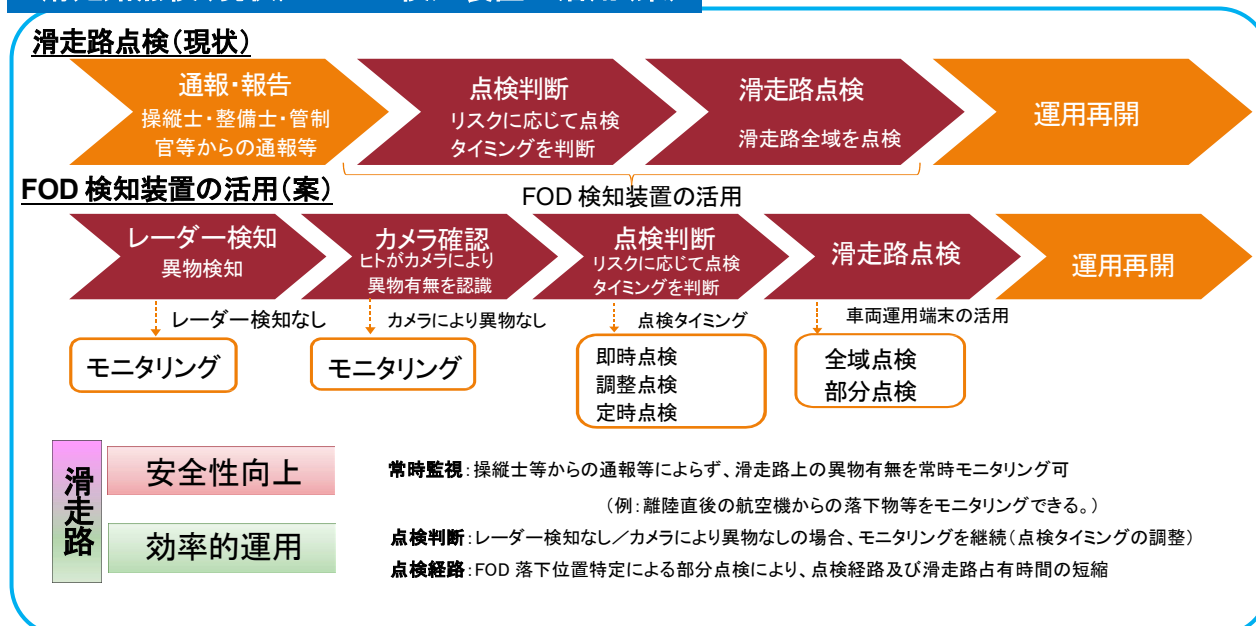 滑走路点検(現状)
通報・報告
操縦士・整備士・管制
官等からの通報等
点検判断
リスクに応じて点検
タイミングを判断
滑走路点検
滑走路全域を点検
運用再開
FOD 検知装置の活用
FOD 検知装置の活用(案)
レーダー検知
異物検知
カメラ確認
ヒトがカメラにより
異物有無を認識
点検判断
リスクに応じて点検
タイミングを判断
滑走路点検
運用再開
レーダー検知なし
カメラにより異物なし
点検タイミング
車両運用端末の活用
モニタリング
モニタリング
即時点検
調整点検
定時点検
全域点検
部分点検
滑走路
安全性向上
効率的運用
常時監視:操縦士等からの通報等によらず、滑走路上の異物有無を常時モニタリング可
(例:離陸直後の航空機からの落下物等をモニタリングできる。)
点検判断:レーダー検知なし/カメラにより異物なしの場合、モニタリングを継続(点検タイミングの調整)
点検経路:FOD 落下位置特定による部分点検により、点検経路及び滑走路占有時間の短縮